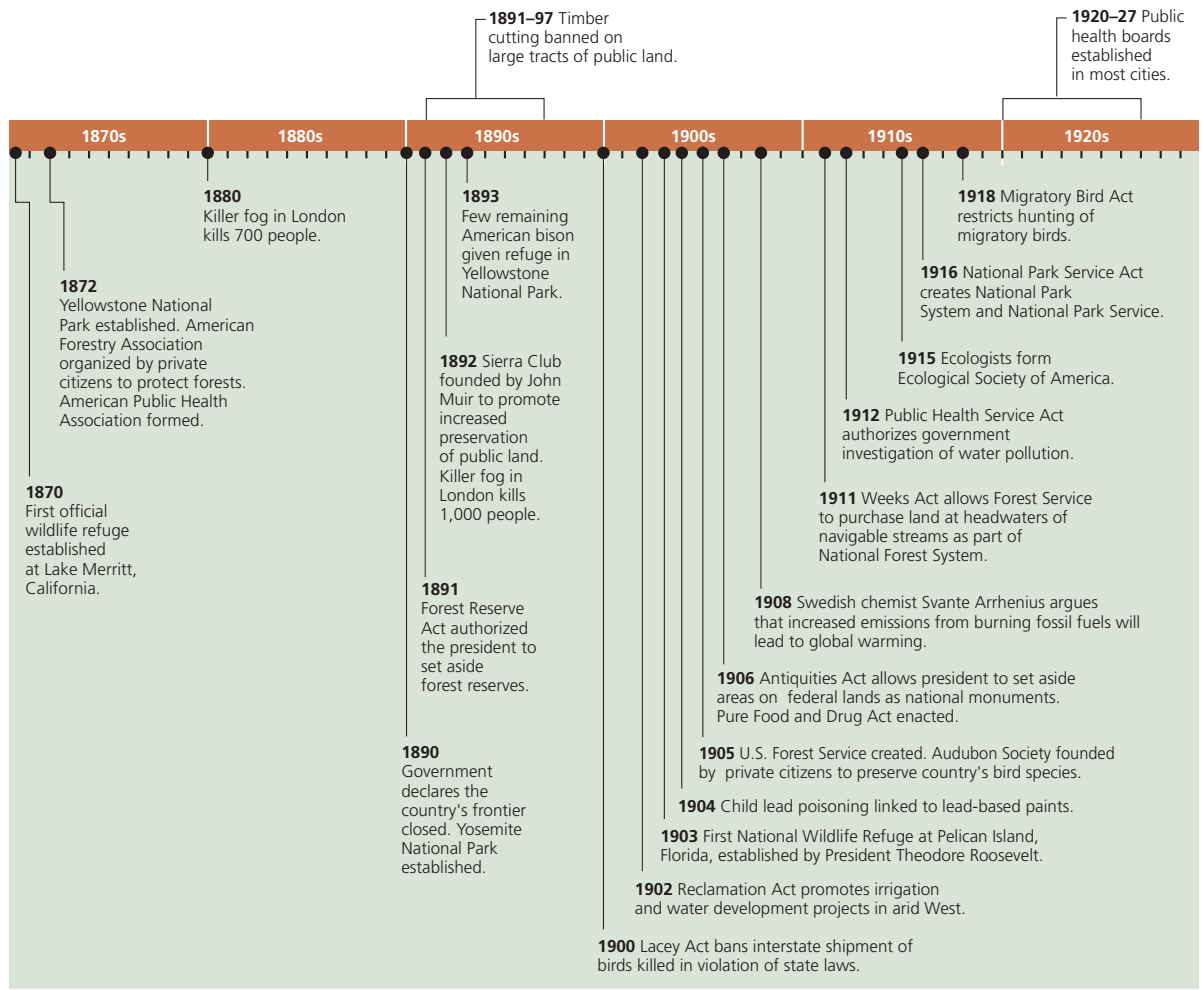 1891–97 Timber
cutting banned on
large tracts of public land.
1920–27 Public
health boards
established
in most cities.
1870s
1880s
1890s
1900s
1910s
1920s
1880
Killer fog in London
kills 700 people.
1893
Few remaining
American bison
given refuge in
Yellowstone
National Park.
1918 Migratory Bird Act
restricts hunting of
migratory birds.
1872
Yellowstone National
Park established. American
Forestry Association
organized by private
citizens to protect forests.
American Public Health
Association formed.
1916 National Park Service Act
creates National Park
System and National Park Service.
1892 Sierra Club
founded by John
Muir to promote
increased
preservation
of public land.
Killer fog in
London kills
1,000 people.
1915 Ecologists form
Ecological Society of America.
1912 Public Health Service Act
authorizes government
investigation of water pollution.
1870
First official
wildlife refuge
established
at Lake Merritt,
California.
1911 Weeks Act allows Forest Service
to purchase land at headwaters of
navigable streams as part of
National Forest System.
1891
Forest Reserve
Act authorized
the president to
set aside
forest reserves.
1908 Swedish chemist Svante Arrhenius argues
that increased emissions from burning fossil fuels will
lead to global warming.
1906 Antiquities Act allows president to set aside
areas on federal lands as national monuments.
Pure Food and Drug Act enacted.
1890
Government
declares the
country's frontier
closed. Yosemite
National Park
established.
1905 U.S. Forest Service created. Audubon Society founded
by private citizens to preserve country's bird species.
1904 Child lead poisoning linked to lead-based paints.
1903 First National Wildlife Refuge at Pelican Island,
Florida, established by President Theodore Roosevelt.
1902 Reclamation Act promotes irrigation
and water development projects in arid West.
1900 Lacey Act bans interstate shipment of
birds killed in violation of state laws.